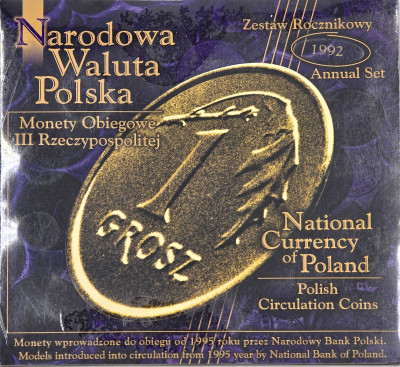 Narodowa
Waluta
Polska
Zestaw Rocznikowy
1992
Annual Set
Monety Obiegowe
III Rzeczypospolitej
1
GROSZ
National
Currency
of Poland
Polish
Circulation Coins
Monety wprowadzone do obiegu od 1995 roku przez Narodowy Bank Polski.
Models introduced into circulation from 1995 year by National Bank of Poland.